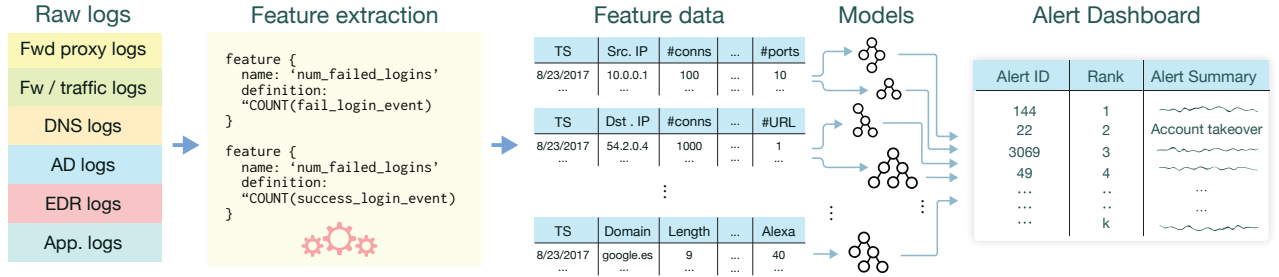 Raw logs
Fwd proxy logs
Fw / traffic logs
DNS logs
AD logs
EDR logs
App. logs
Feature extraction
feature {
name: ‘num_failed_logins’
definition:
“COUNT(fail_login_event)
}
feature {
name: ‘num_failed_logins’
definition:
“COUNT(success_login_event)
}
Feature data
TS Src. IP #conns ... #ports
8/23/2017 10.0.0.1 100 ... 10
... ... ... ...
TS Dst . IP #conns ... #URL
8/23/2017 54.2.0.4 1000 ... 1
... ... ... ...
⋮
TS Domain Length ... Alexa
8/23/2017 google.es 9 ... 40
... ... ... ...
Models
⋮ ⋮
Alert Dashboard
Alert ID Rank Alert Summary
144 1
22 2 Account takeover
3069 3
49 4
... .. ...
... .. ...
... k